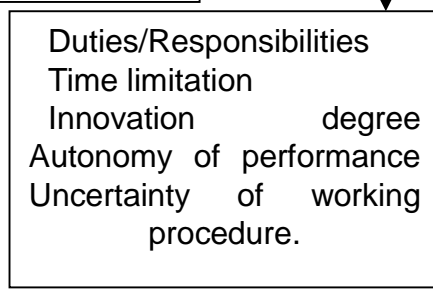 Duties/Responsibilities
Time limitation
Innovation degree
Autonomy of performance
Uncertainty of working
procedure.